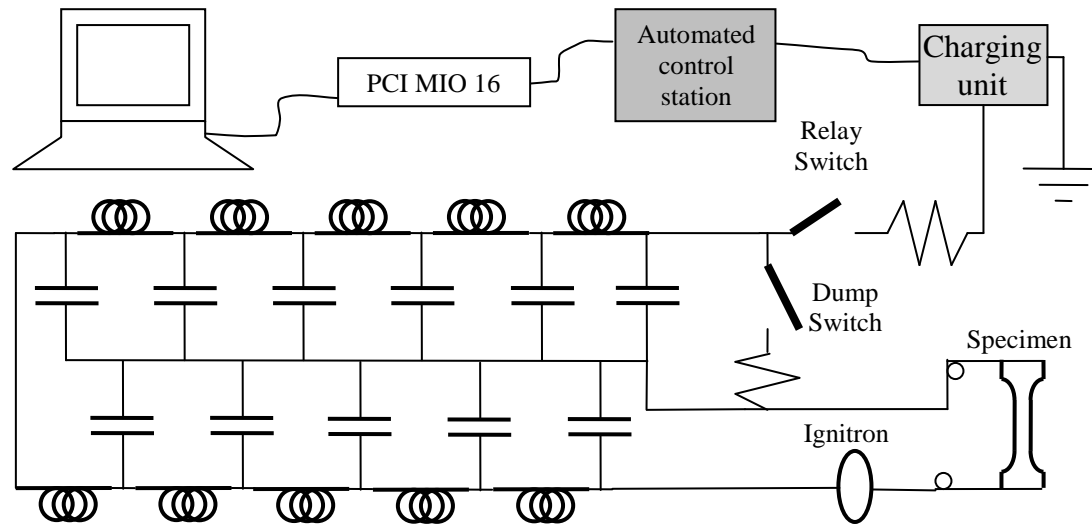 PCI MIO 16
Automated
control
station
Charging
unit
Relay
Switch
Dump
Switch
Specimen
Ignitron